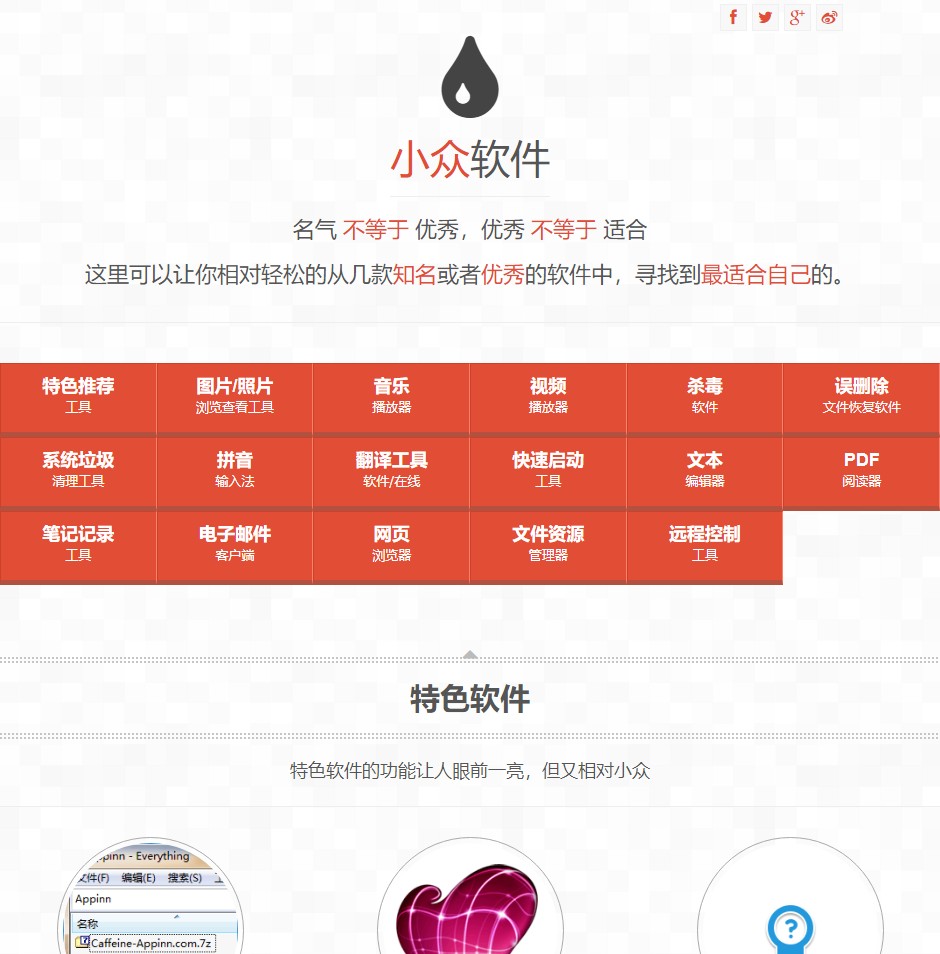 小众软件
名气 不等于 优秀，优秀 不等于 适合
这里可以让你相对轻松的从几款知名或者优秀的软件中，寻找到最适合自己的。
特色推荐
工具
图片/照片
浏览查看工具
音乐
播放器
视频
播放器
杀毒
软件
误删除
文件恢复软件
系统垃圾
清理工具
拼音
输入法
翻译工具
软件/在线
快速启动
工具
文本
编辑器
PDF
阅读器
笔记记录
工具
电子邮件
客户端
网页
浏览器
文件资源
管理器
远程控制
工具
特色软件
特色软件的功能让人眼前一亮，但又相对小众
ppinn - Everything
文件(F) 编辑(E) 搜索(S)
Appinn
名称
Caffeine-Appinn.com.7z